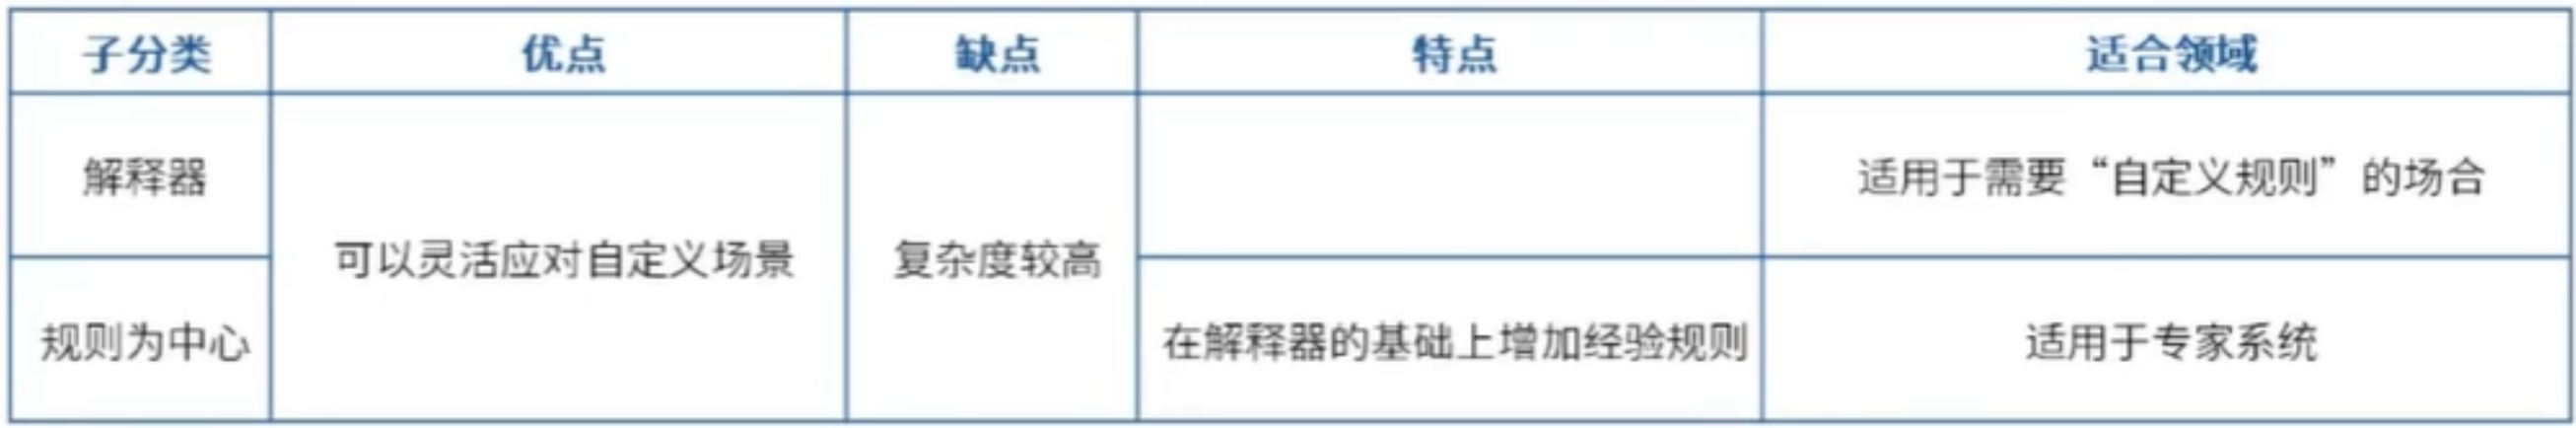 子分类 优点 缺点 特点 适合领域
解释器 适用于需要“自定义规则”的场合
可以灵活应对自定义场景 复杂度较高
规则为中心 在解释器的基础上增加经验规则 适用于专家系统